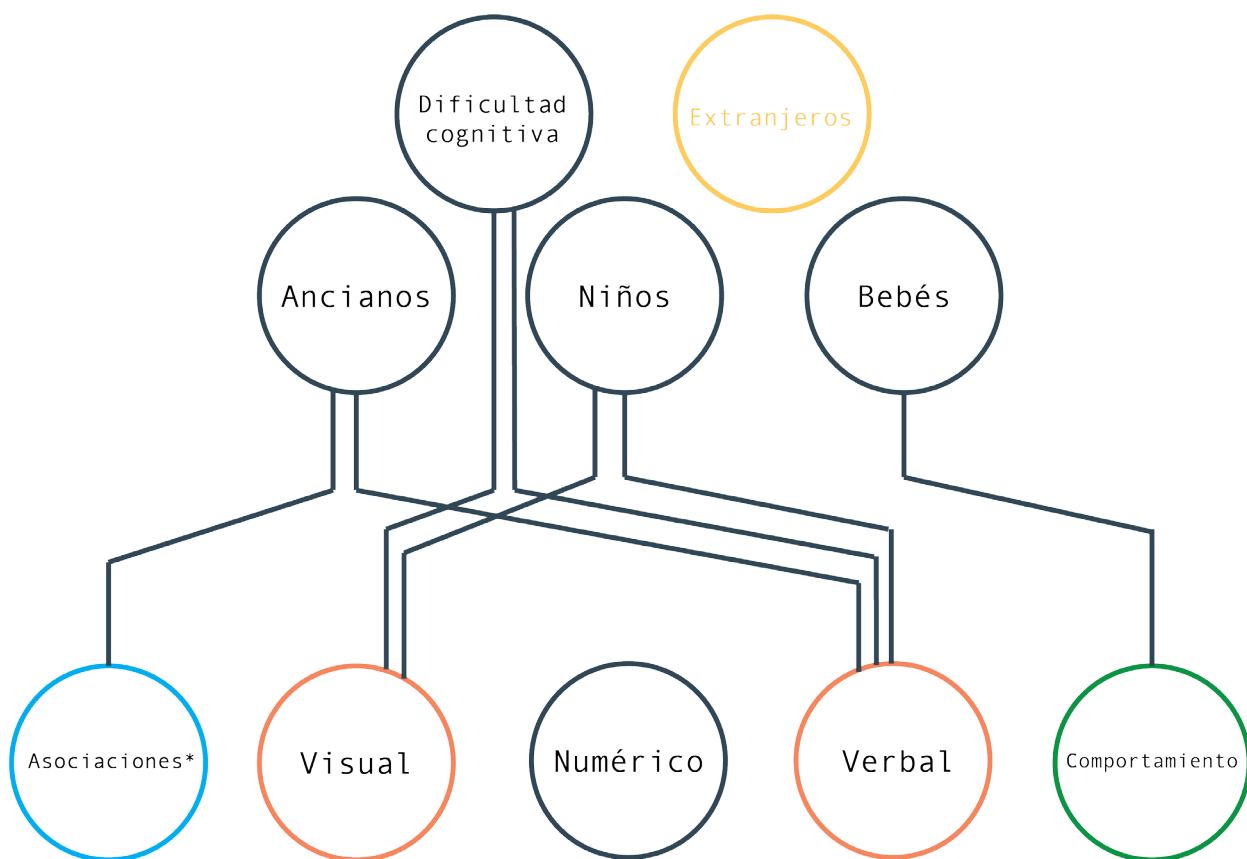 Dificultad
cognitiva
Extranjeros
Ancianos
Niños
Bebés
Asociaciones*
Visual
Numérico
Verbal
Comportamiento